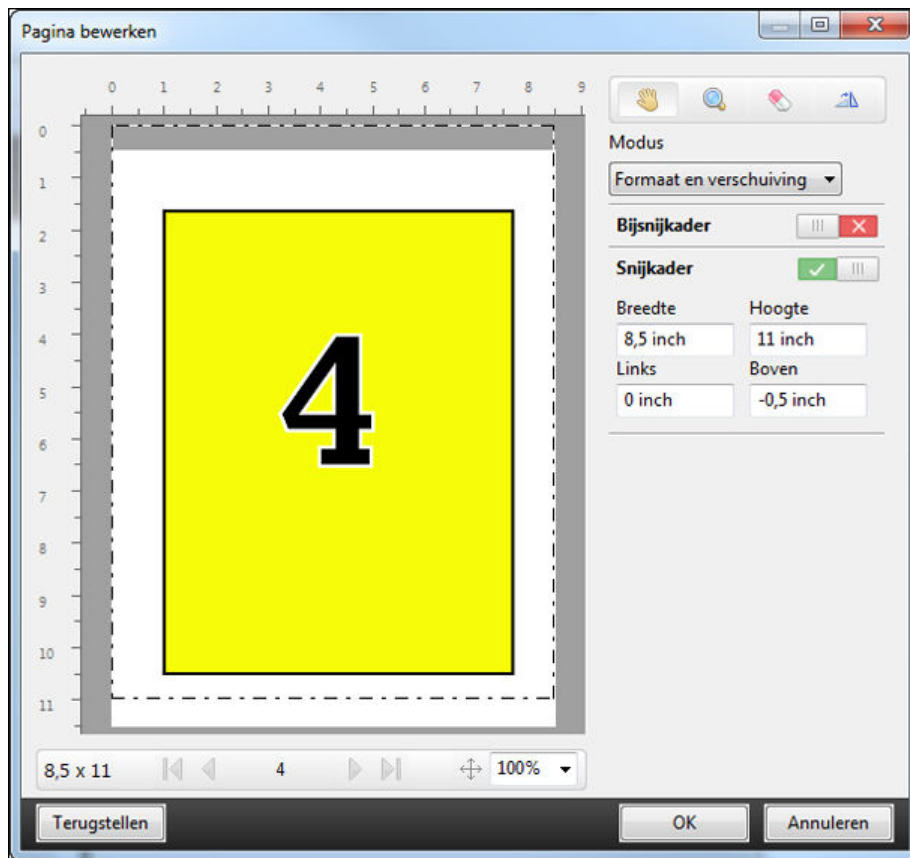 Pagina bewerken
0 1 2 3 4 5 6 7 8 9
0
1
2
3
4
5
6
7
8
9
10
11
4
Modus
Formaat en verschuiving
Bijsnijkader
Snijkader
Breedte Hoogte
8,5 inch 11 inch
Links Boven
0 inch -0,5 inch
8,5 x 11 4 100%
Terugstellen OK Annuleren